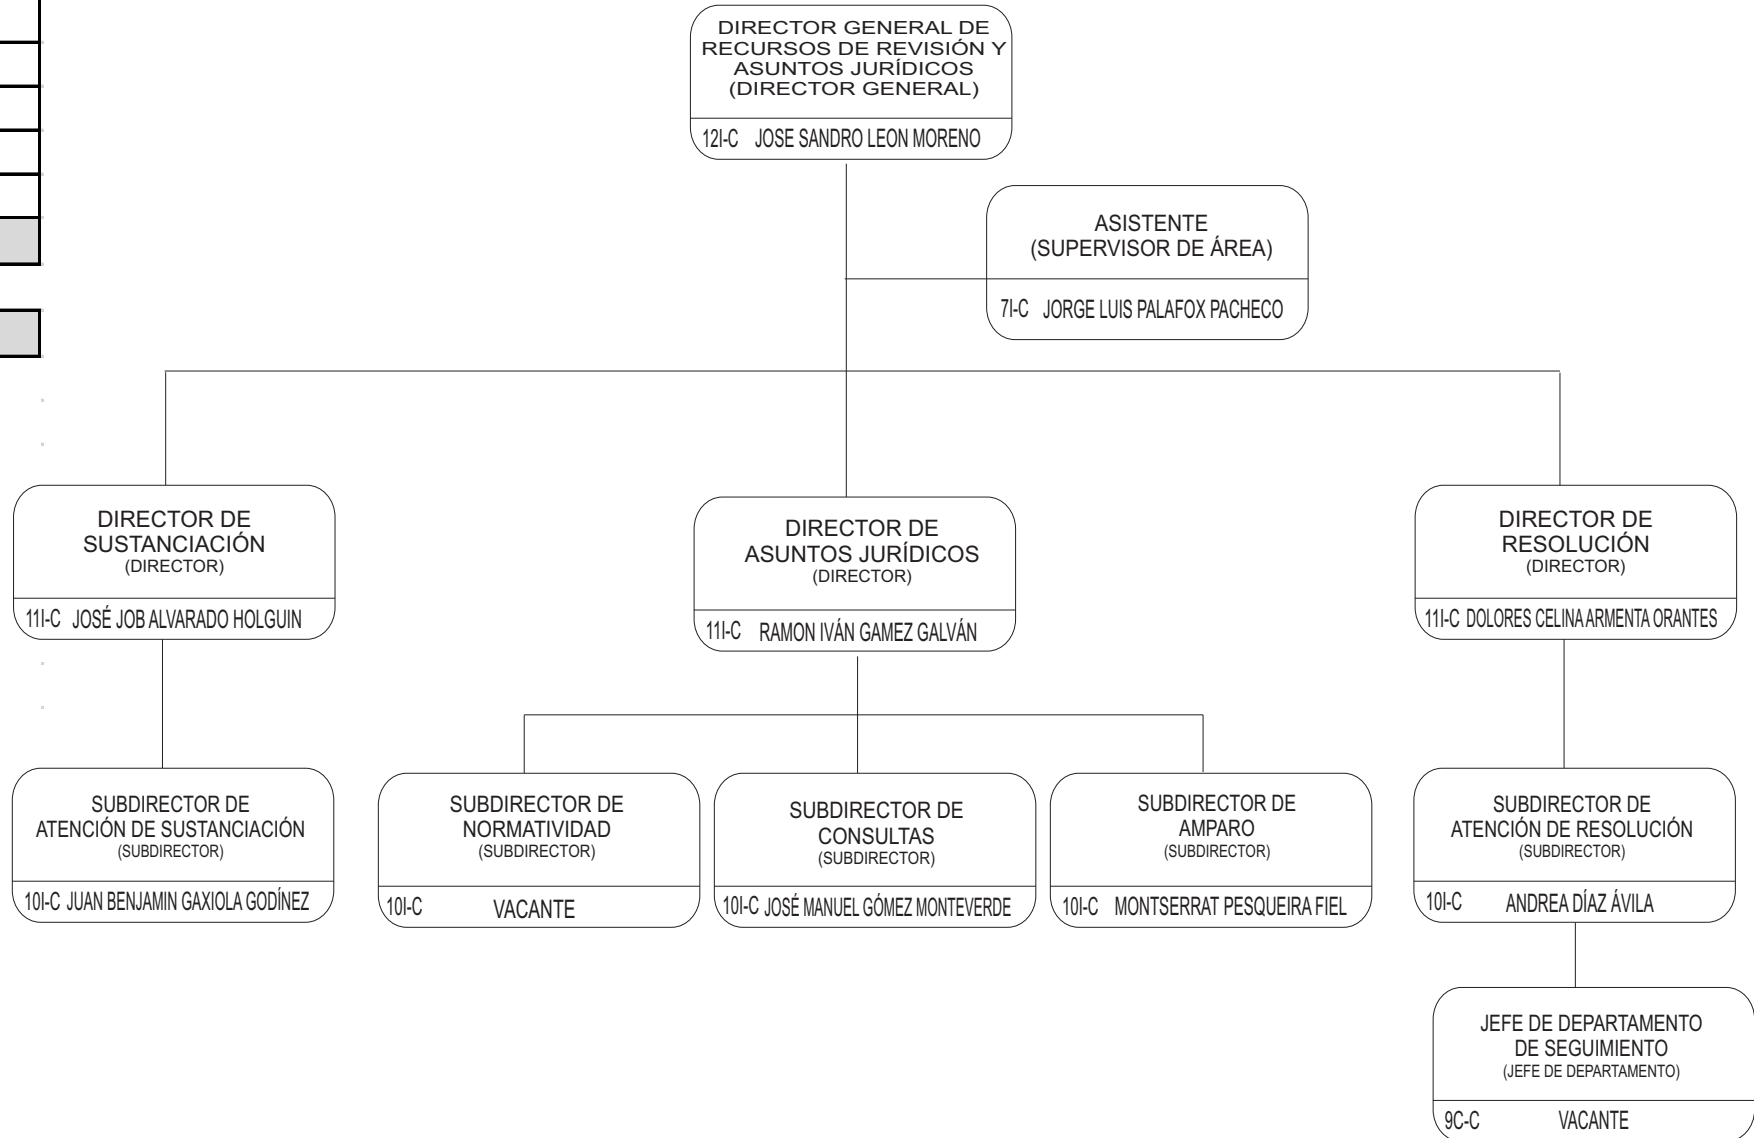 DIRECTOR GENERAL DE
RECURSOS DE REVISIÓN Y
ASUNTOS JURÍDICOS
(DIRECTOR GENERAL)
12I-C JOSE SANDRO LEON MORENO
ASISTENTE
(SUPERVISOR DE ÁREA)
7I-C JORGE LUIS PALAFOX PACHECO
DIRECTOR DE
SUSTANCIACIÓN
(DIRECTOR)
11I-C JOSÉ JOB ALVARADO HOLGUIN
DIRECTOR DE
ASUNTOS JURÍDICOS
(DIRECTOR)
11I-C RAMON IVÁN GAMEZ GALVÁN
DIRECTOR DE
RESOLUCIÓN
(DIRECTOR)
11I-C DOLORES CELINA ARMENTA ORANTES
SUBDIRECTOR DE
ATENCIÓN DE SUSTANCIACIÓN
(SUBDIRECTOR)
10I-C JUAN BENJAMIN GAXIOLA GODÍNEZ
SUBDIRECTOR DE
NORMATIVIDAD
(SUBDIRECTOR)
10I-C VACANTE
SUBDIRECTOR DE
CONSULTAS
(SUBDIRECTOR)
10I-C JOSÉ MANUEL GÓMEZ MONTEVERDE
SUBDIRECTOR DE
AMPARO
(SUBDIRECTOR)
10I-C MONTSERRAT PESQUEIRA FIEL
SUBDIRECTOR DE
ATENCIÓN DE RESOLUCIÓN
(SUBDIRECTOR)
10I-C ANDREA DÍAZ ÁVILA
JEFE DE DEPARTAMENTO
DE SEGUIMIENTO
(JEFE DE DEPARTAMENTO)
9C-C VACANTE